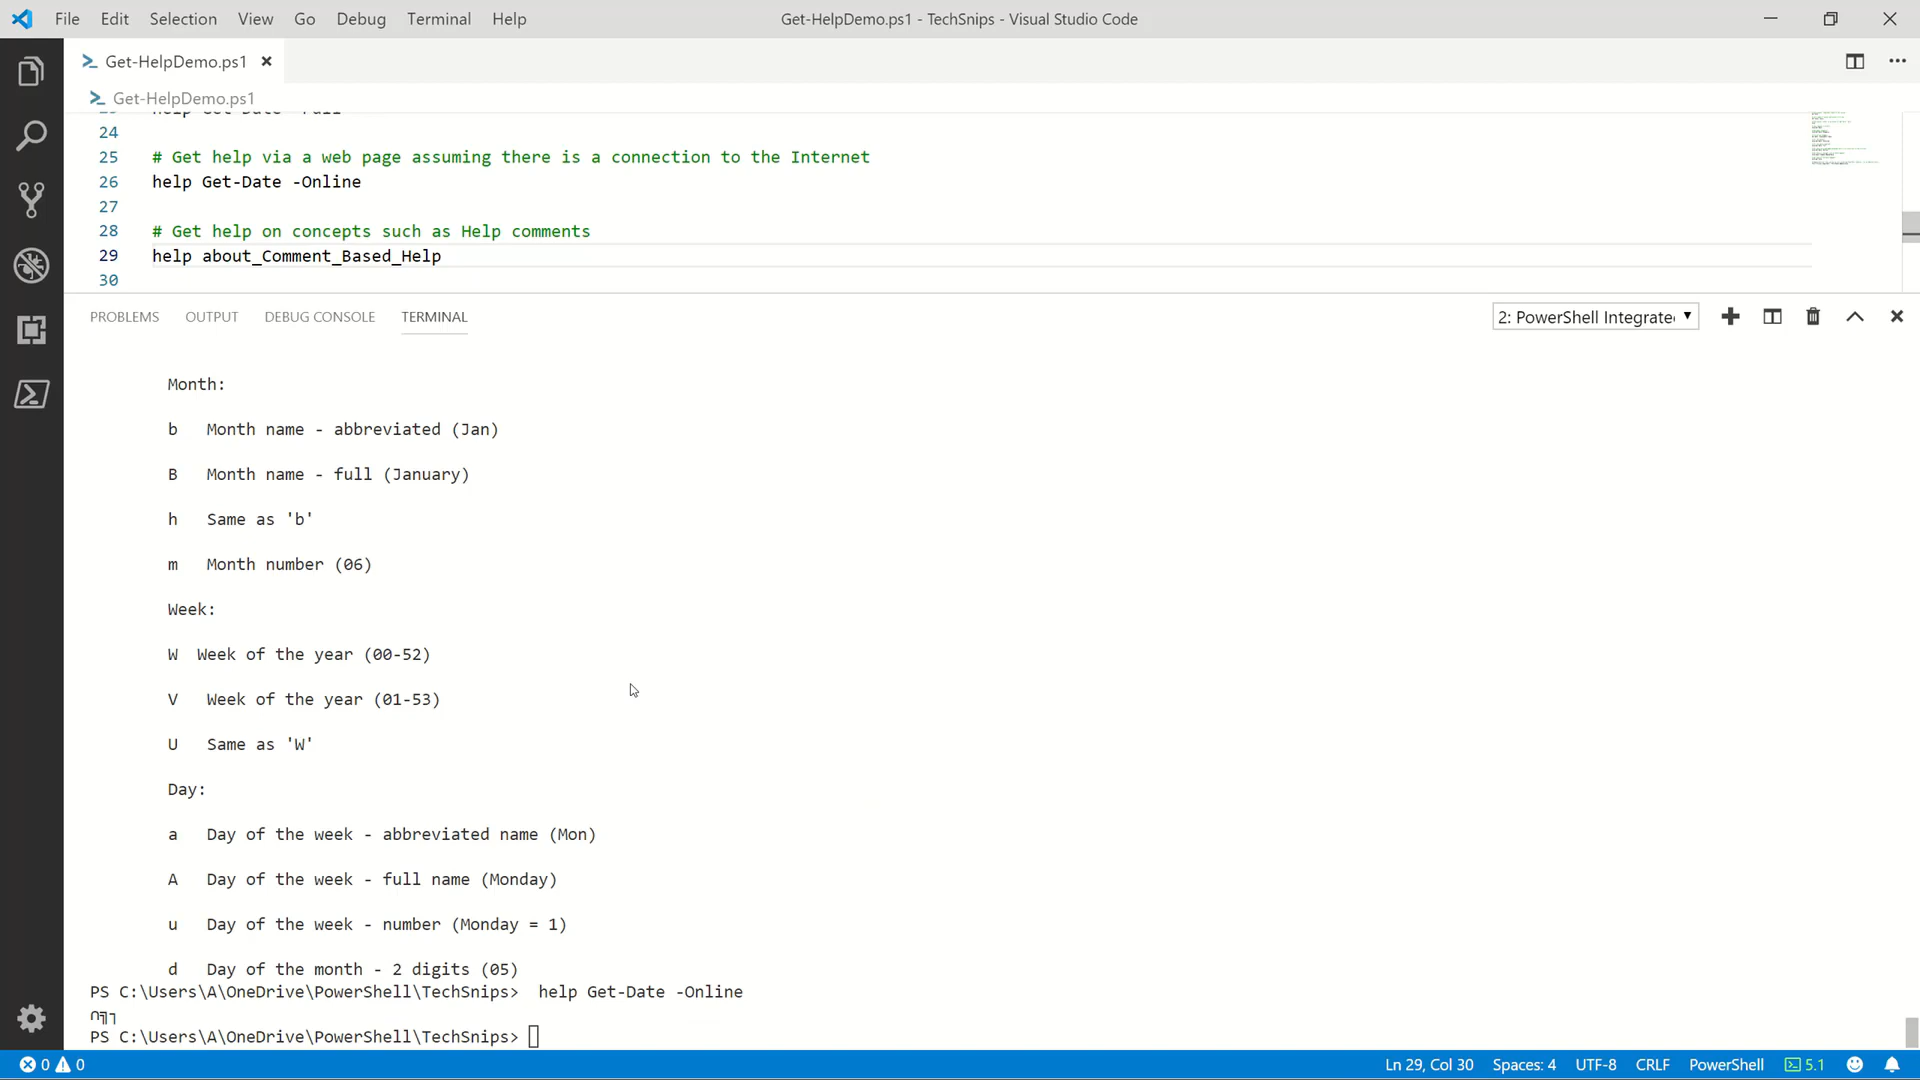 File Edit Selection View Go Debug Terminal Help Get-HelpDemo.ps1 - TechSnips - Visual Studio Code
Get-HelpDemo.ps1
Get-HelpDemo.ps1
24
25 # Get help via a web page assuming there is a connection to the Internet
26 help Get-Date -Online
27
28 # Get help on concepts such as Help comments
29 help about_Comment_Based_Help
30
PROBLEMS OUTPUT DEBUG CONSOLE TERMINAL 2: PowerShell Integrate
Month:
b Month name - abbreviated (Jan)
B Month name - full (January)
h Same as 'b'
m Month number (06)
Week:
W Week of the year (00-52)
V Week of the year (01-53)
U Same as 'W'
Day:
a Day of the week - abbreviated name (Mon)
A Day of the week - full name (Monday)
u Day of the week - number (Monday = 1)
d Day of the month - 2 digits (05)
PS C:\Users\A\OneDrive\PowerShell\TechSnips> help Get-Date -Online
∩╗┐
PS C:\Users\A\OneDrive\PowerShell\TechSnips>
0 0 Ln 29, Col 30 Spaces: 4 UTF-8 CRLF PowerShell 5.1